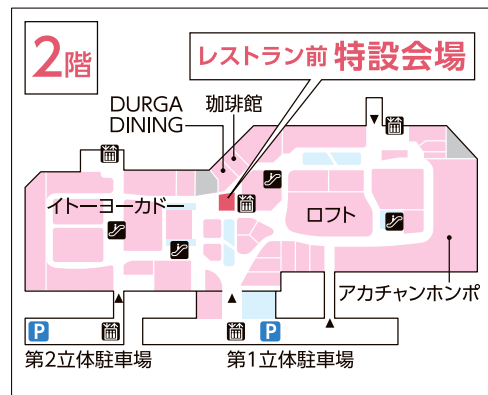 2階
レストラン前 特設会場
DURGA
DINING
珈琲館
イトーヨーカドー
ロフト
アカチャンホンポ
P
P
第2立体駐車場
第1立体駐車場